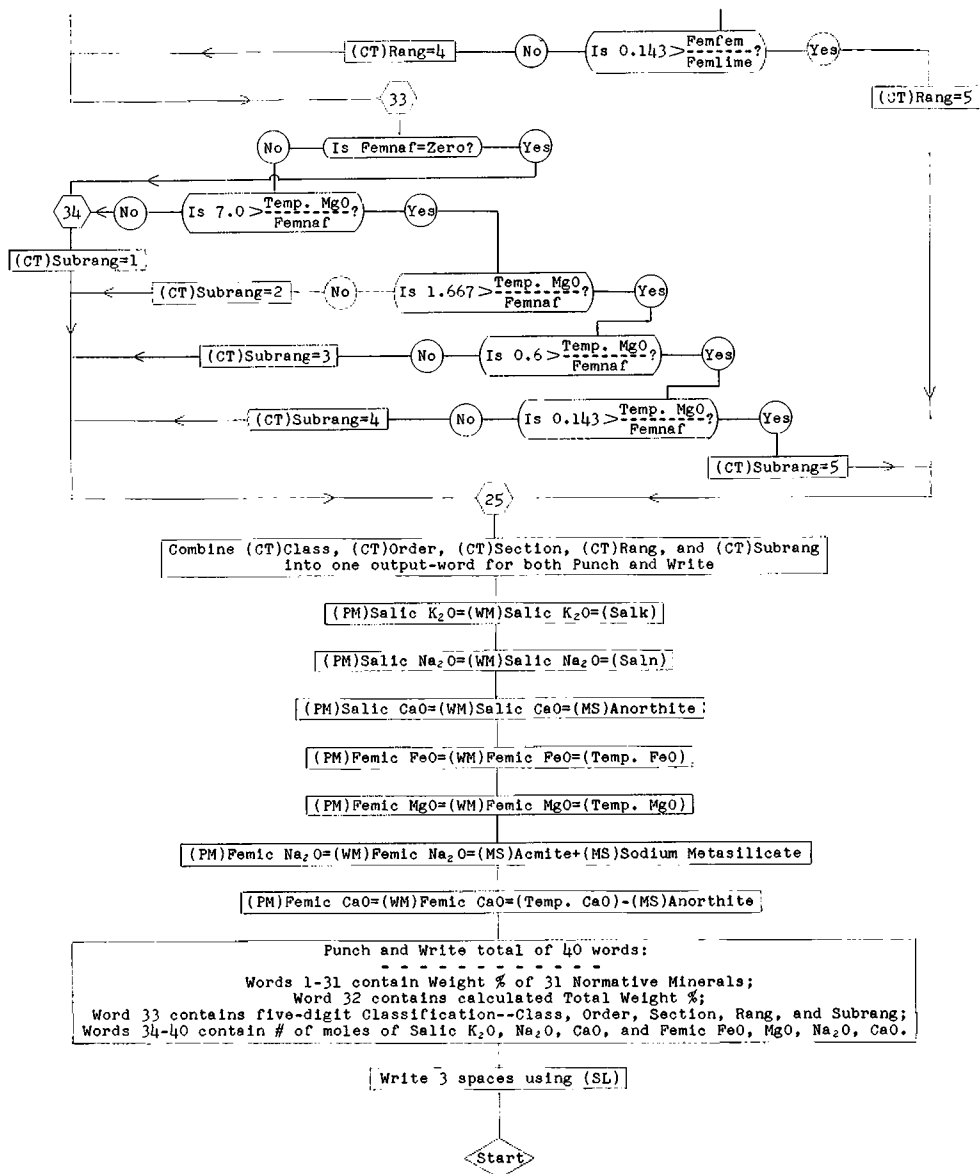 (CT)Rang=4 No Is 0.143> Femfem/Femlime? Yes
(CT)Rang=5
33
No Is Femnaf=Zero? Yes
34 No Is 7.0> Temp. MgO/Femnaf? Yes
(CT)Subrang=1
(CT)Subrang=2 No Is 1.667> Temp. MgO/Femnaf? Yes
(CT)Subrang=3 No Is 0.6> Temp. MgO/Femnaf? Yes
(CT)Subrang=4 No Is 0.143> Temp. MgO/Femnaf? Yes
(CT)Subrang=5
25
Combine (CT)Class, (CT)Order, (CT)Section, (CT)Rang, and (CT)Subrang
into one output-word for both Punch and Write
(PM)Salic K₂O=(WM)Salic K₂O=(Salk)
(PM)Salic Na₂O=(WM)Salic Na₂O=(Saln)
(PM)Salic CaO=(WM)Salic CaO=(MS)Anorthite
(PM)Femic FeO=(WM)Femic FeO=(Temp. FeO)
(PM)Femic MgO=(WM)Femic MgO=(Temp. MgO)
(PM)Femic Na₂O=(WM)Femic Na₂O=(MS)Acmite+(MS)Sodium Metasilicate
(PM)Femic CaO=(WM)Femic CaO=(Temp. CaO)-(MS)Anorthite
Punch and Write total of 40 words:
Words 1-31 contain Weight % of 31 Normative Minerals;
Word 32 contains calculated Total Weight %;
Word 33 contains five-digit Classification--Class, Order, Section, Rang, and Subrang;
Words 34-40 contain # of moles of Salic K₂O, Na₂O, CaO, and Femic FeO, MgO, Na₂O, CaO.
Write 3 spaces using (SL)
Start